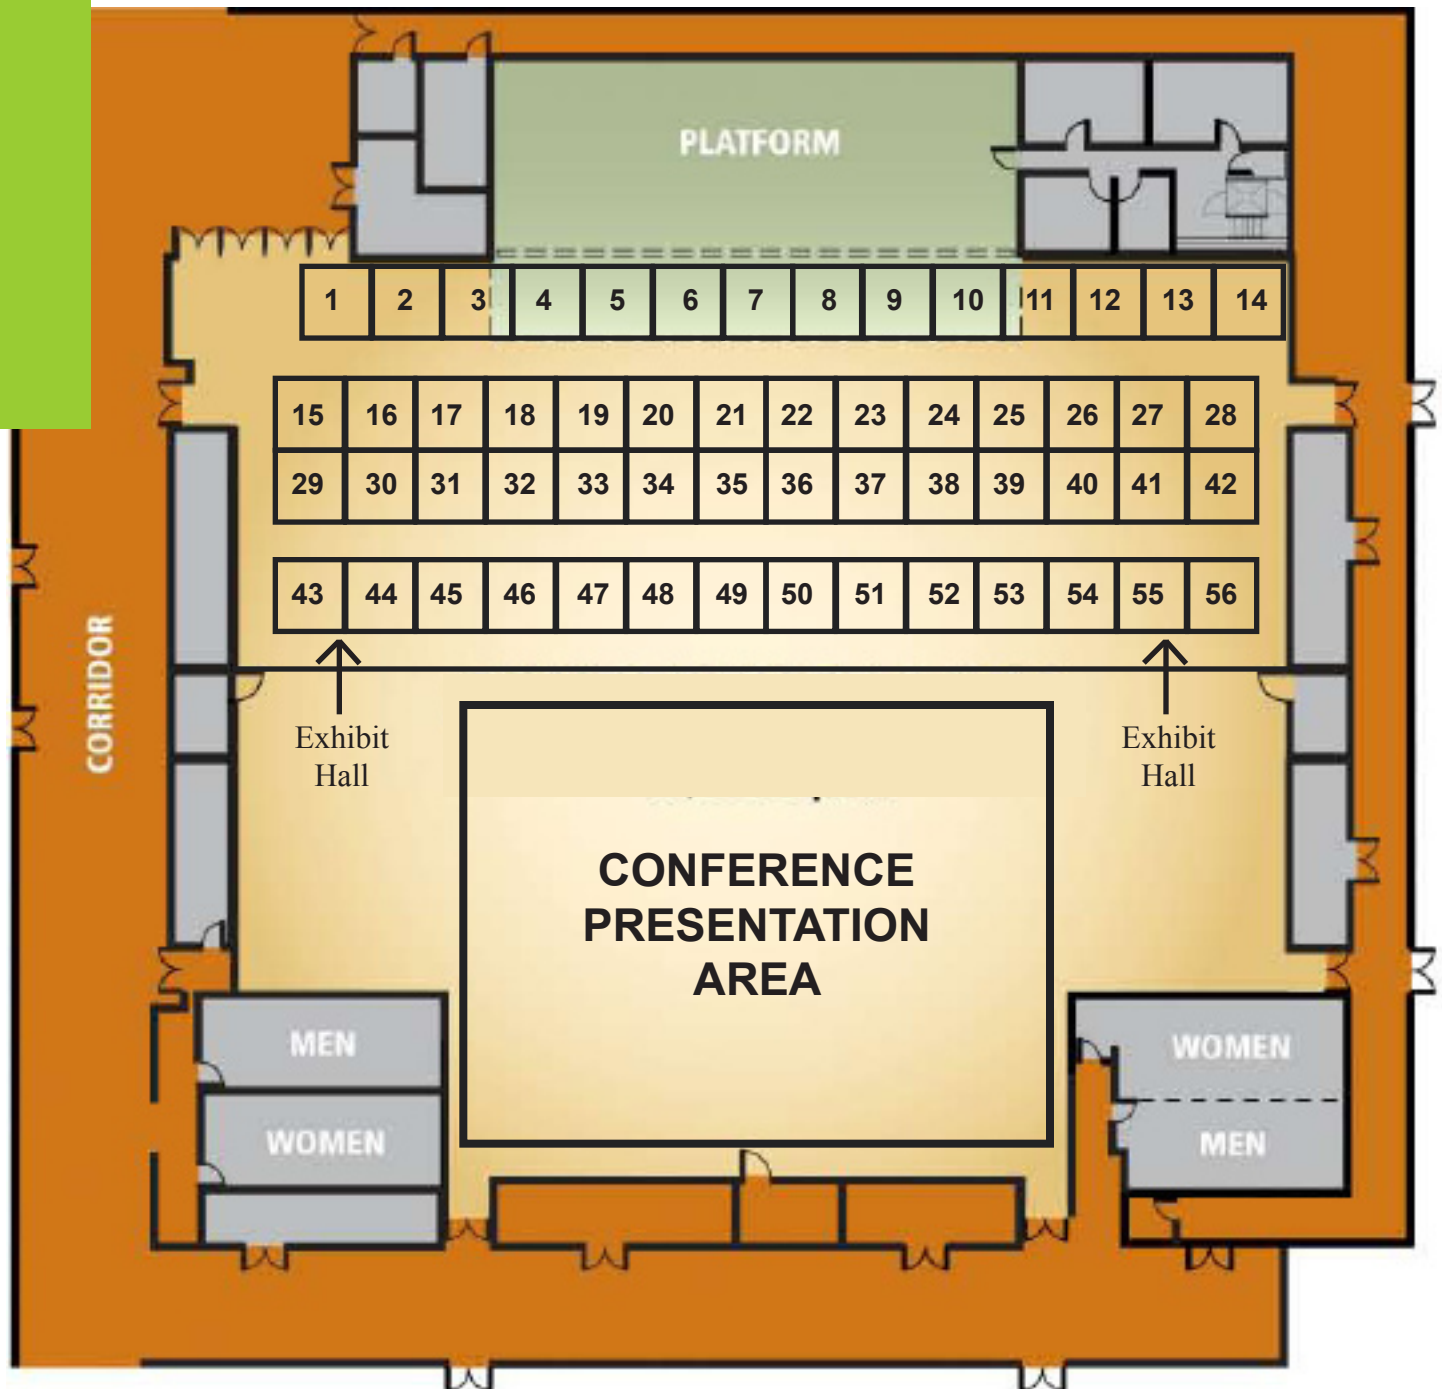 PLATFORM
1 2 3 4 5 6 7 8 9 10 11 12 13 14
15 16 17 18 19 20 21 22 23 24 25 26 27 28
29 30 31 32 33 34 35 36 37 38 39 40 41 42
43 44 45 46 47 48 49 50 51 52 53 54 55 56
CORRIDOR
Exhibit
Hall
Exhibit
Hall
CONFERENCE
PRESENTATION
AREA
MEN
WOMEN
WOMEN
MEN